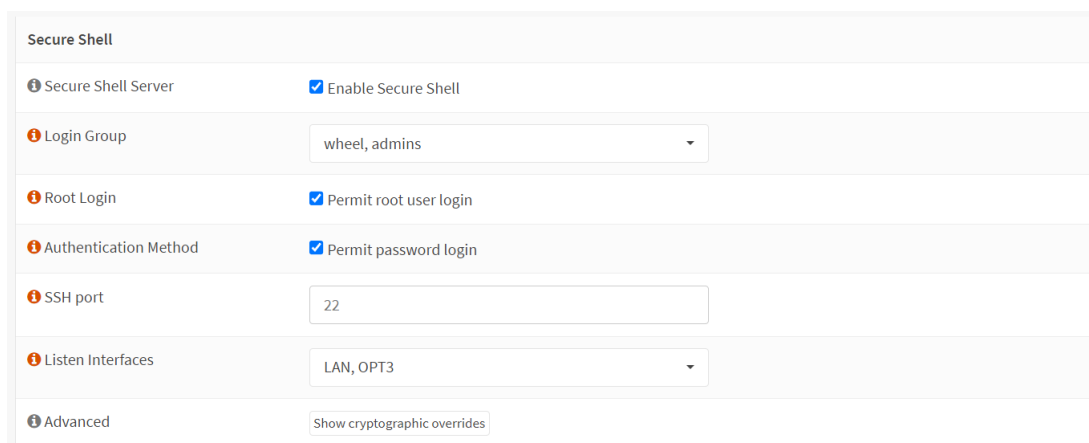 Secure Shell
Secure Shell Server
Enable Secure Shell
Login Group
wheel, admins
Root Login
Permit root user login
Authentication Method
Permit password login
SSH port
22
Listen Interfaces
LAN, OPT3
Advanced
Show cryptographic overrides